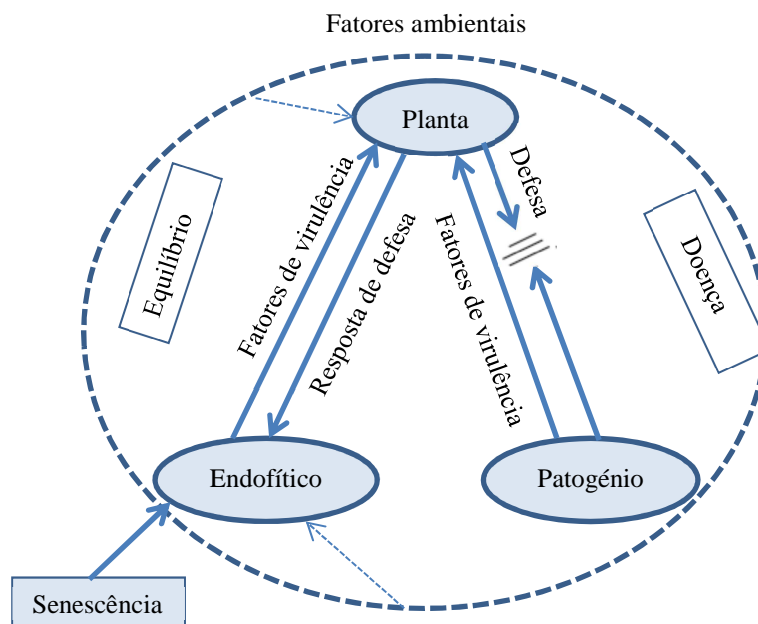 Fatores ambientais
Planta
Defesa
Fatores de virulência
Equilíbrio
Resposta de defesa
Fatores de virulência
Doença
Endofítico
Patogénio
Senescência